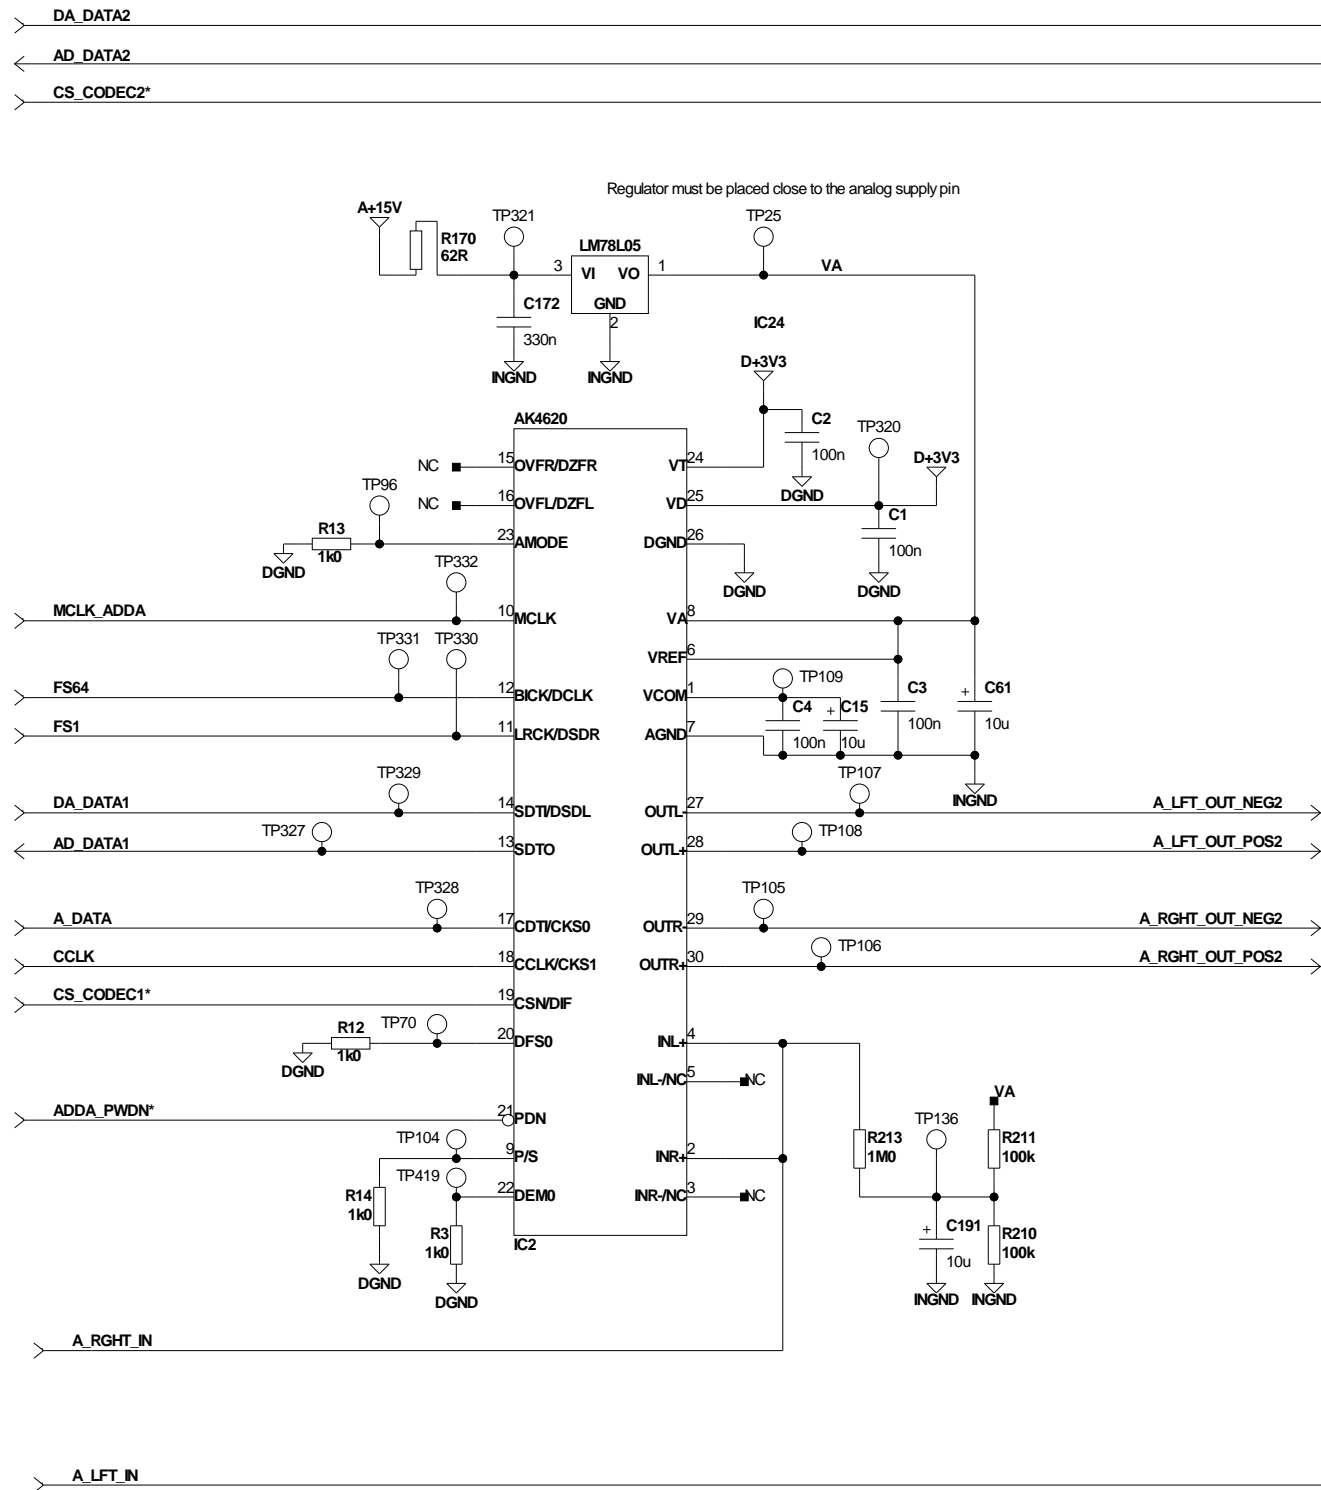 DA_DATA2
AD_DATA2
CS_CODEC2*
Regulator must be placed close to the analog supply pin
A+15V
TP321
TP25
R170
62R
LM78L05
3 VI VO 1
VA
GND
2
C172
330n
IC24
INGND
INGND
D+3V3
AK4620
C2
100n
TP320
D+3V3
NC
15 OVFR/DZFR
VT 24
DGND
TP96
NC
16 OVFL/DZFL
VD 25
C1
100n
R13
1k0
23 AMODE
DGND 26
DGND
DGND
DGND
TP332
MCLK_ADDA
10 MCLK
VA 8
TP331
TP330
VREF 6
TP109
FS64
12 BICK/DCLK
VCOM 1
C4
100n
+ C15
10u
C3
100n
+ C61
10u
FS1
11 LRCK/DSDR
AGND 7
TP329
TP107
INGND
DA_DATA1
14 SDTI/DSDL
OUTL- 27
A_LFT_OUT_NEG2
TP327
TP108
AD_DATA1
13 SDTO
OUTL+ 28
A_LFT_OUT_POS2
TP328
TP105
A_DATA
17 CDTI/CKS0
OUTR- 29
A_RGHT_OUT_NEG2
TP106
CCLK
18 CCLK/CKS1
OUTR+ 30
A_RGHT_OUT_POS2
CS_CODEC1*
19 CSN/DIF
R12
1k0
TP70
20 DFS0
INL+ 4
DGND
INL-/NC 5
NC
VA
ADDA_PWDN*
21 PDN
TP104
9 P/S
INR+ 2
R213
1M0
TP136
R211
100k
TP419
R14
1k0
22 DEM0
INR-/NC 3
NC
R3
1k0
IC2
+ C191
10u
R210
100k
DGND
DGND
INGND
INGND
A_RGHT_IN
A_LFT_IN